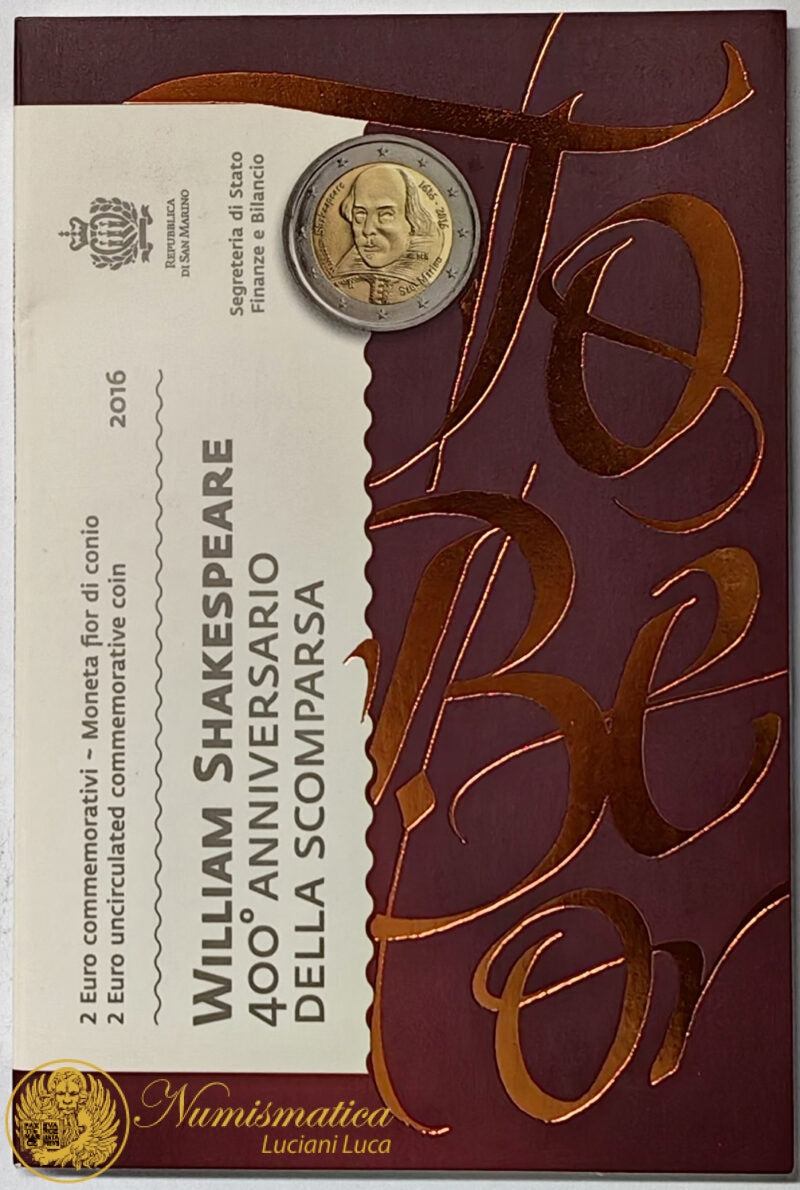 2 Euro commemorativi ~ Moneta fior di conio
2 Euro uncirculated commemorative coin
2016
WILLIAM SHAKESPEARE
400° ANNIVERSARIO
DELLA SCOMPARSA
REPUBBLICA
DI SAN MARINO
Segreteria di Stato
Finanze e Bilancio
Shakespeare
2016
San Marino
To
Be
or
Numismatica
Luciani Luca